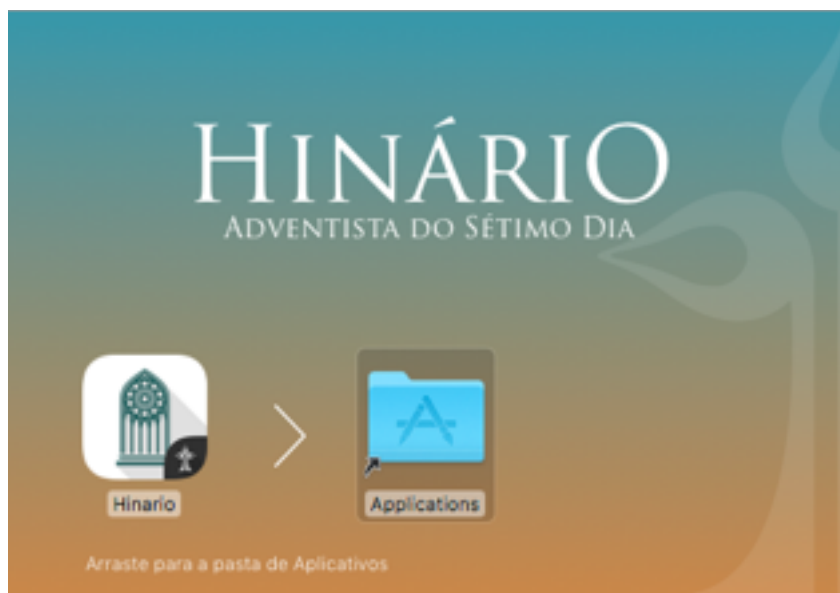 HINÁRIO
ADVENTISTA DO SÉTIMO DIA
Hinario
Applications
Arraste para a pasta de Aplicativos